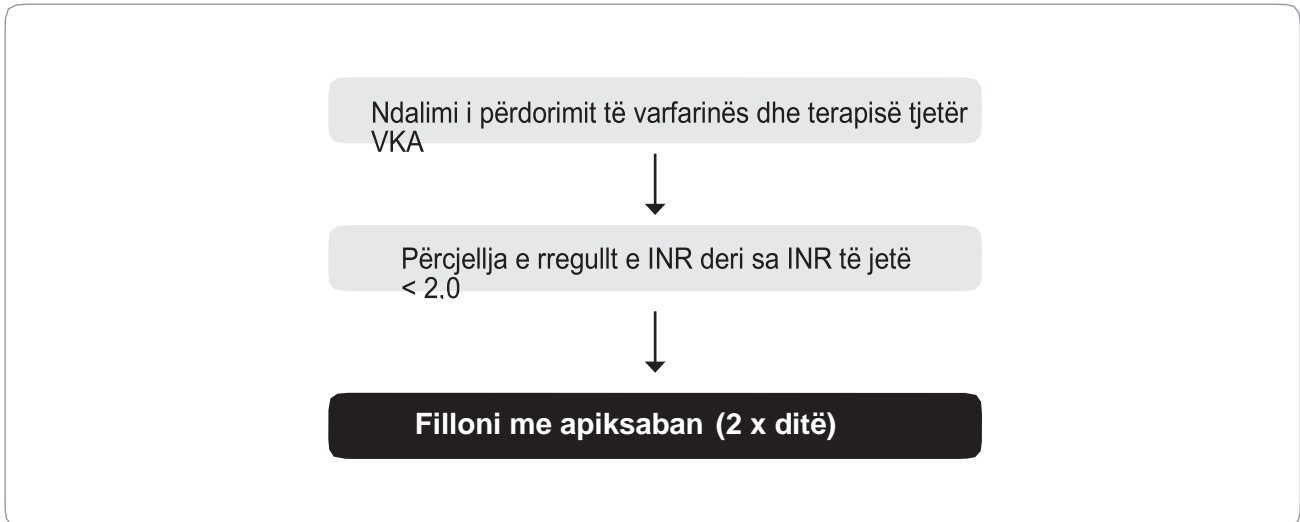 Ndalimi i përdorimit të varfarinës dhe terapisë tjetër
VKA
Përcjellja e rregullt e INR deri sa INR të jetë
< 2,0
Filloni me apiksaban (2 x ditë)